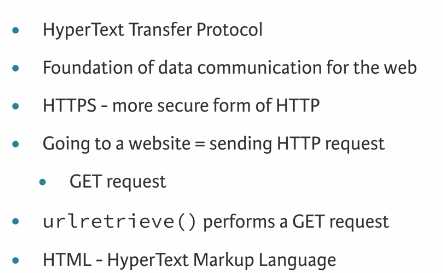 HyperText Transfer Protocol
Foundation of data communication for the web
HTTPS - more secure form of HTTP
Going to a website = sending HTTP request
GET request
urlretrieve() performs a GET request
HTML - HyperText Markup Language